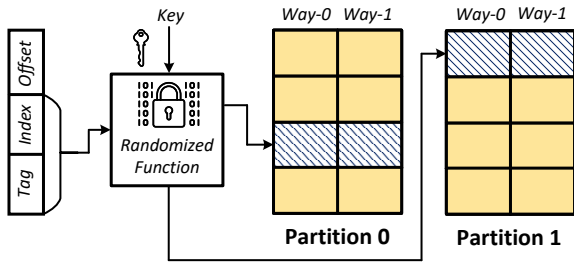 Key
Way-0 Way-1
Way-0 Way-1
Offset
Index
Tag
Randomized
Function
Partition 0
Partition 1